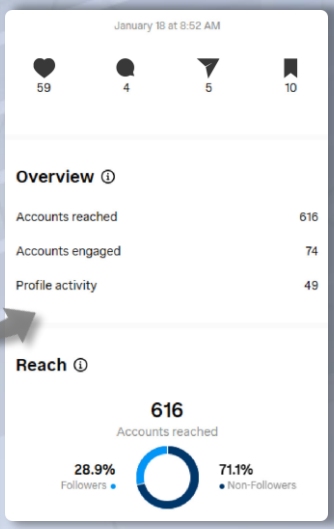 January 18 at 8:52 AM
59 4 5 10
Overview
Accounts reached 616
Accounts engaged 74
Profile activity 49
Reach
616
Accounts reached
28.9% 71.1%
Followers Non-Followers